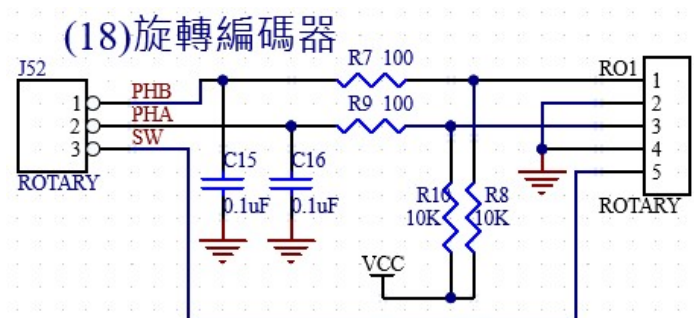 (18)旋轉編碼器
J52
1 PHB
2 PHA
3 SW
ROTARY
R7 100
R9 100
C15
0.1uF
C16
0.1uF
R10
10K
R8
10K
VCC
RO1
1
2
3
4
5
ROTARY